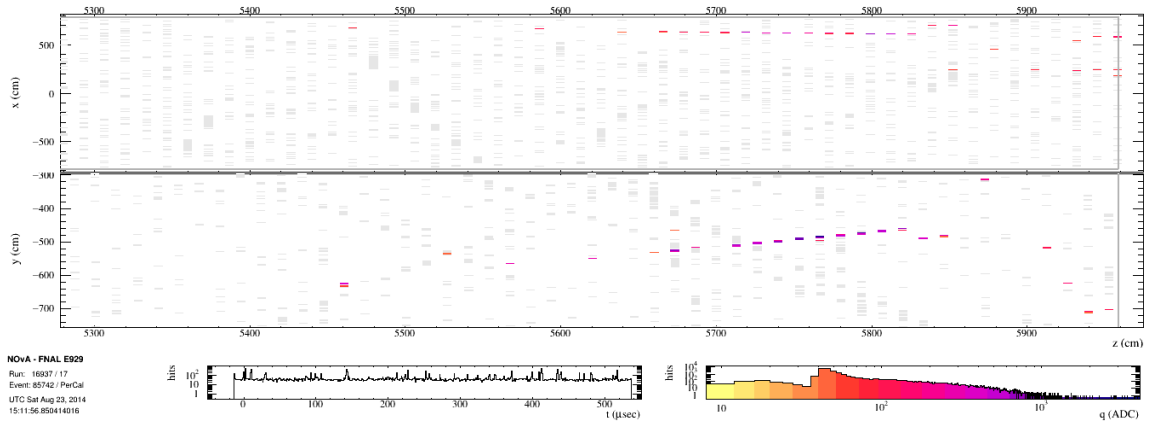 5300 5400 5500 5600 5700 5800 5900
x (cm)
500
0
−500
y (cm)
−300
−400
−500
−600
−700
5300 5400 5500 5600 5700 5800 5900
z (cm)
NOvA - FNAL E929
Run: 16937 / 17
Event: 85742 / PerCal
UTC Sat Aug 23, 2014
15:11:56.850414016
hits
10²
10
1
0 100 200 300 400 500
t (μsec)
hits
10⁵
10⁴
10³
10²
10
1
10 10² 10³
q (ADC)